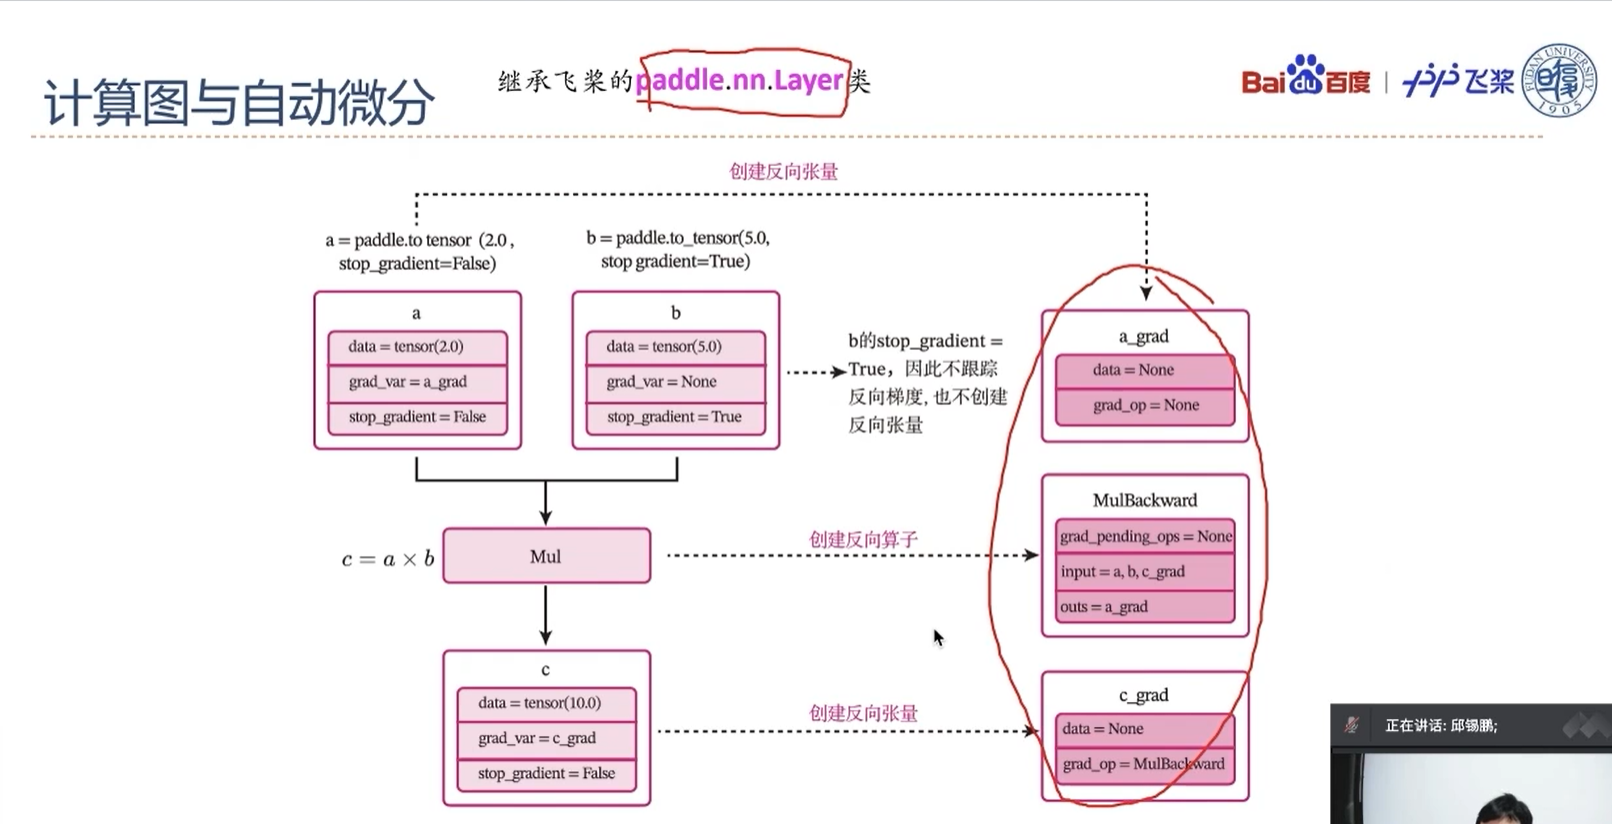 计算图与自动微分
继承飞桨的paddle.nn.Layer类
Bai du 百度 | 飞桨
FUDAN UNIVERSITY
1905
创建反向张量
a = paddle.to tensor (2.0,
stop_gradient=False)
b = paddle.to_tensor(5.0,
stop gradient=True)
a
data = tensor(2.0)
grad_var = a_grad
stop_gradient = False
b
data = tensor(5.0)
grad_var = None
stop_gradient = True
b的stop_gradient =
True，因此不跟踪
反向梯度, 也不创建
反向张量
a_grad
data = None
grad_op = None
c = a × b
Mul
创建反向算子
MulBackward
grad_pending_ops = None
input = a, b, c_grad
outs = a_grad
c
data = tensor(10.0)
grad_var = c_grad
stop_gradient = False
创建反向张量
c_grad
data = None
grad_op = MulBackward
正在讲话: 邱锡鹏;